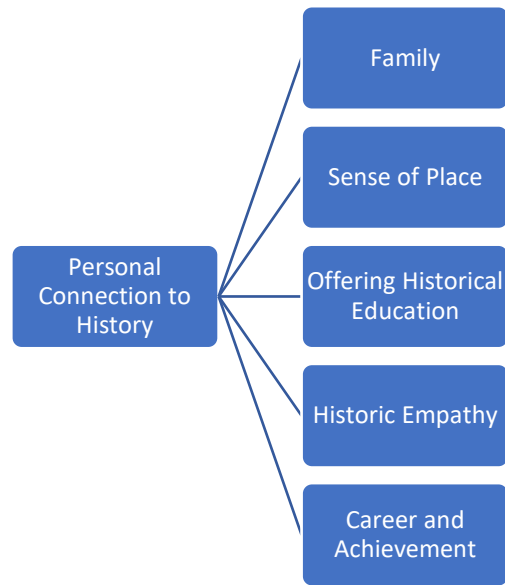 Family
Sense of Place
Personal
Connection to
History
Offering Historical
Education
Historic Empathy
Career and
Achievement